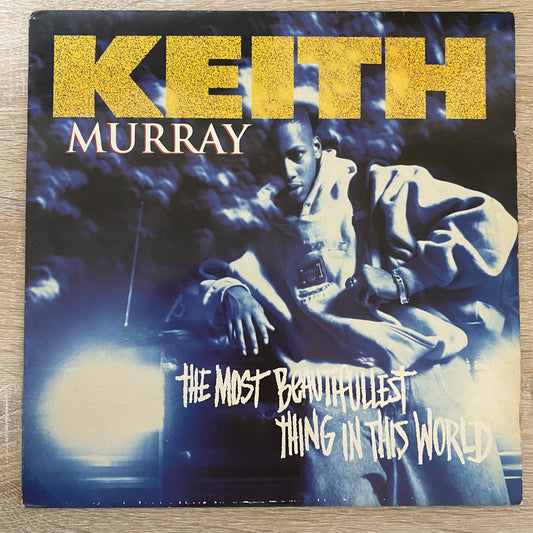 KEITH
MURRAY
THE MOST BEAUTIFULLEST
THING IN THIS WORLD